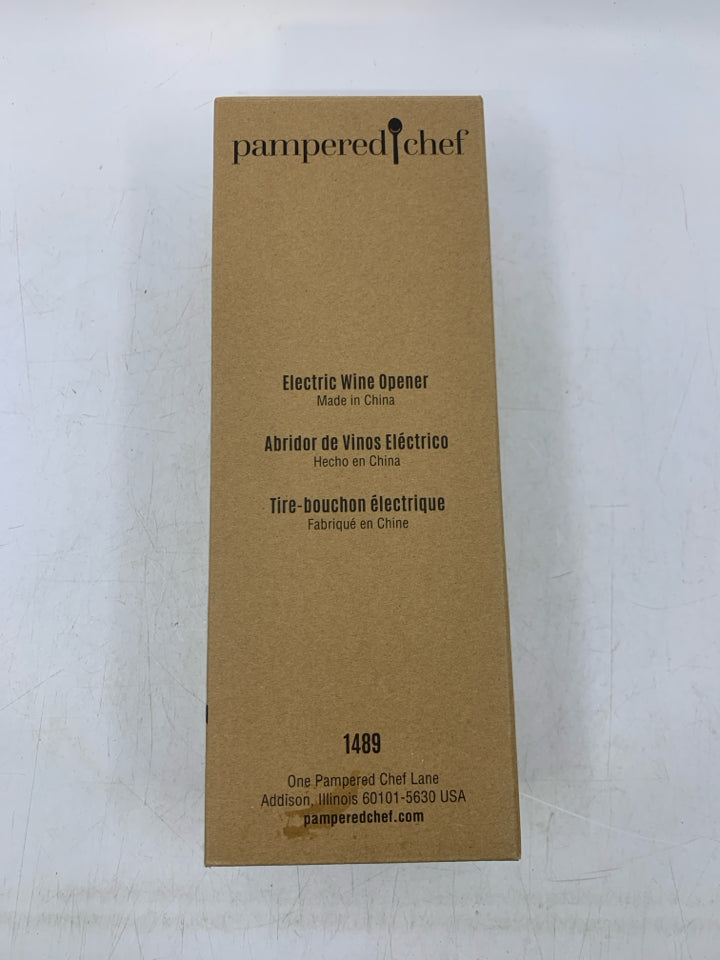 pampered chef
Electric Wine Opener
Made in China
Abridor de Vinos Eléctrico
Hecho en China
Tire-bouchon électrique
Fabriqué en Chine
1489
One Pampered Chef Lane
Addison, Illinois 60101-5630 USA
pamperedchef.com